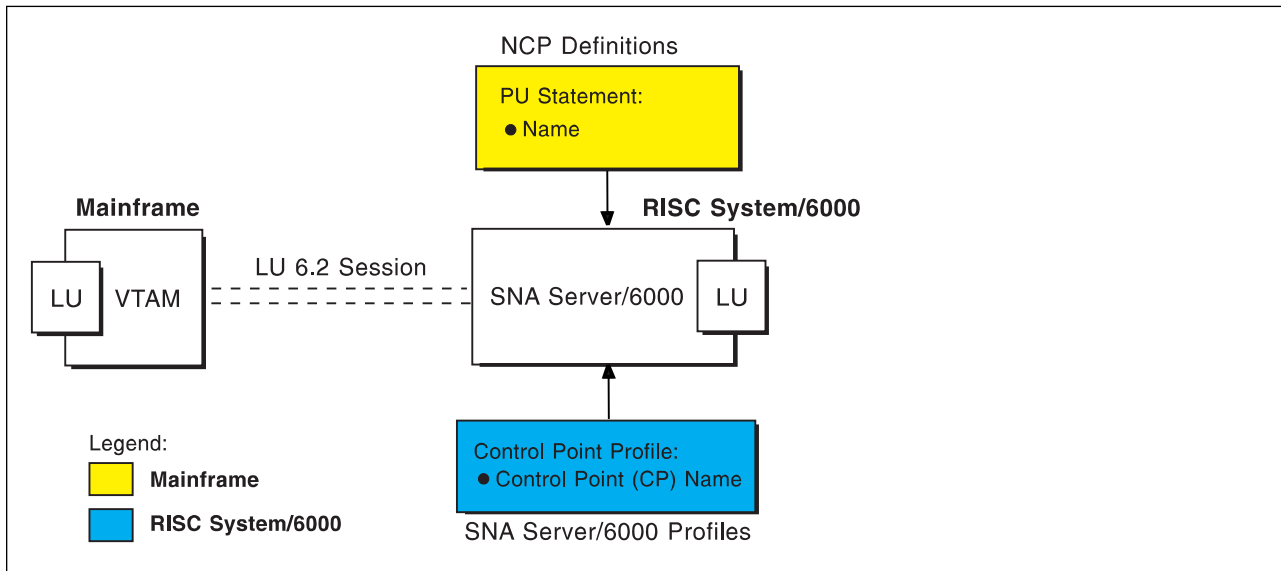 NCP Definitions
PU Statement:
● Name
Mainframe
RISC System/6000
LU 6.2 Session
LU
VTAM
SNA Server/6000
LU
Legend:
Mainframe
RISC System/6000
Control Point Profile:
● Control Point (CP) Name
SNA Server/6000 Profiles